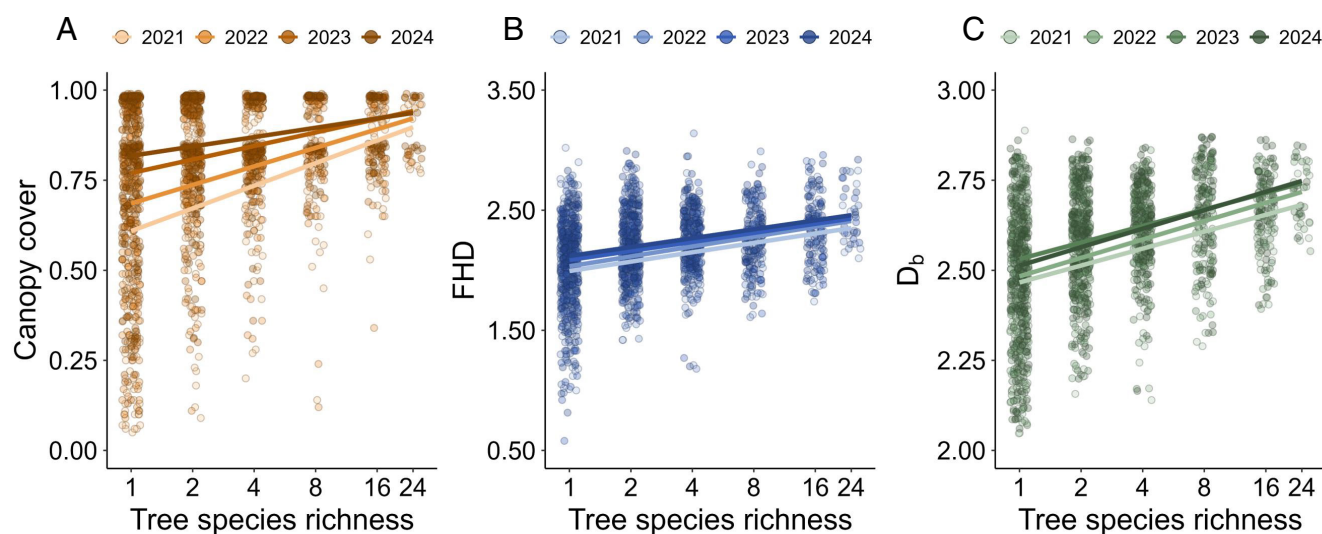 A 2021 2022 2023 2024
Canopy cover
1.00
0.75
0.50
0.25
0.00
1 2 4 8 16 24
Tree species richness
B 2021 2022 2023 2024
FHD
3.50
2.50
1.50
0.50
1 2 4 8 16 24
Tree species richness
C 2021 2022 2023 2024
D_b
3.00
2.75
2.50
2.25
2.00
1 2 4 8 16 24
Tree species richness